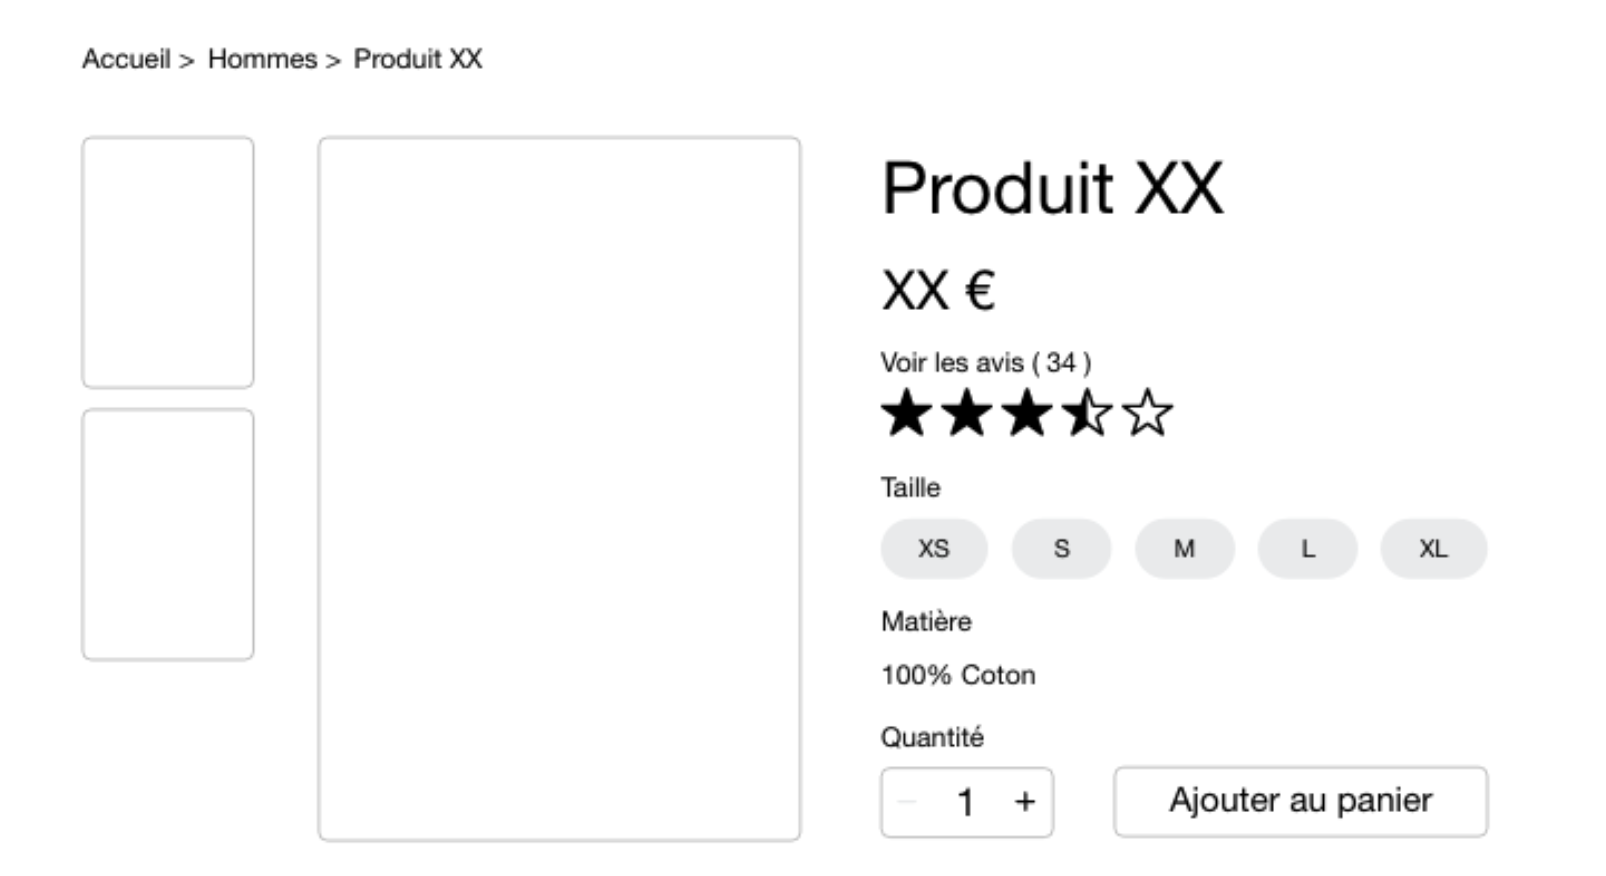 Accueil > Hommes > Produit XX
Produit XX
XX €
Voir les avis ( 34 )
Taille
XS S M L XL
Matière
100% Coton
Quantité
− 1 + Ajouter au panier